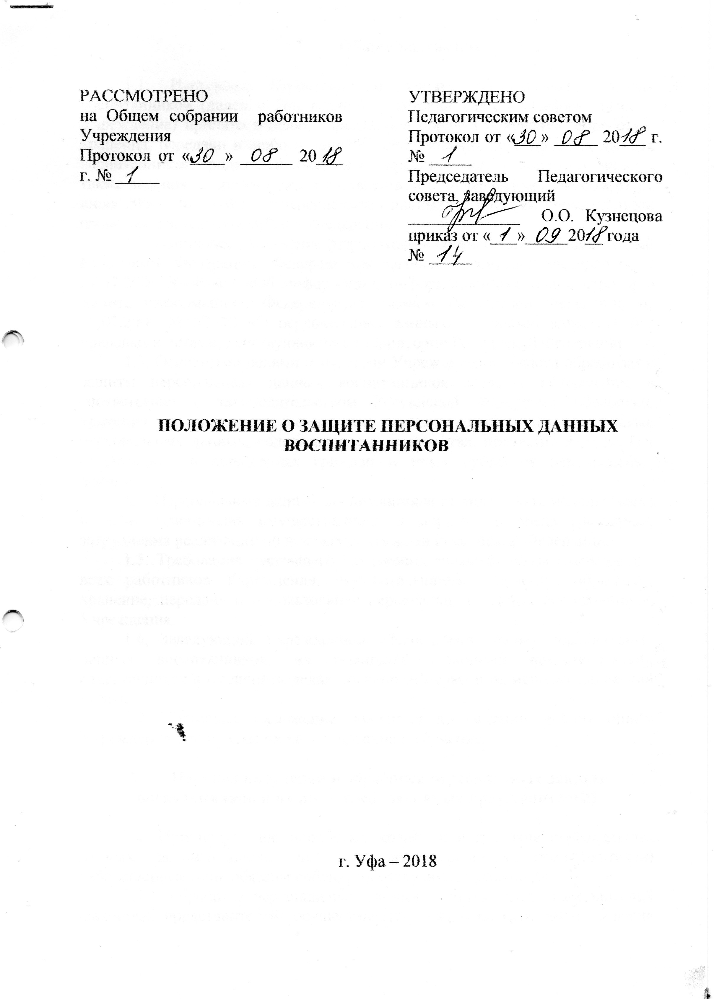 РАССМОТРЕНО
на Общем собрании работников
Учреждения
Протокол от «30» 08 2018
г. № 1
УТВЕРЖДЕНО
Педагогическим советом
Протокол от «30» 08 2018 г.
№ 1
Председатель Педагогического
совета, заведующий
О.О. Кузнецова
приказ от «1» 09 2018 года
№ 14
ПОЛОЖЕНИЕ О ЗАЩИТЕ ПЕРСОНАЛЬНЫХ ДАННЫХ
ВОСПИТАННИКОВ
г. Уфа – 2018